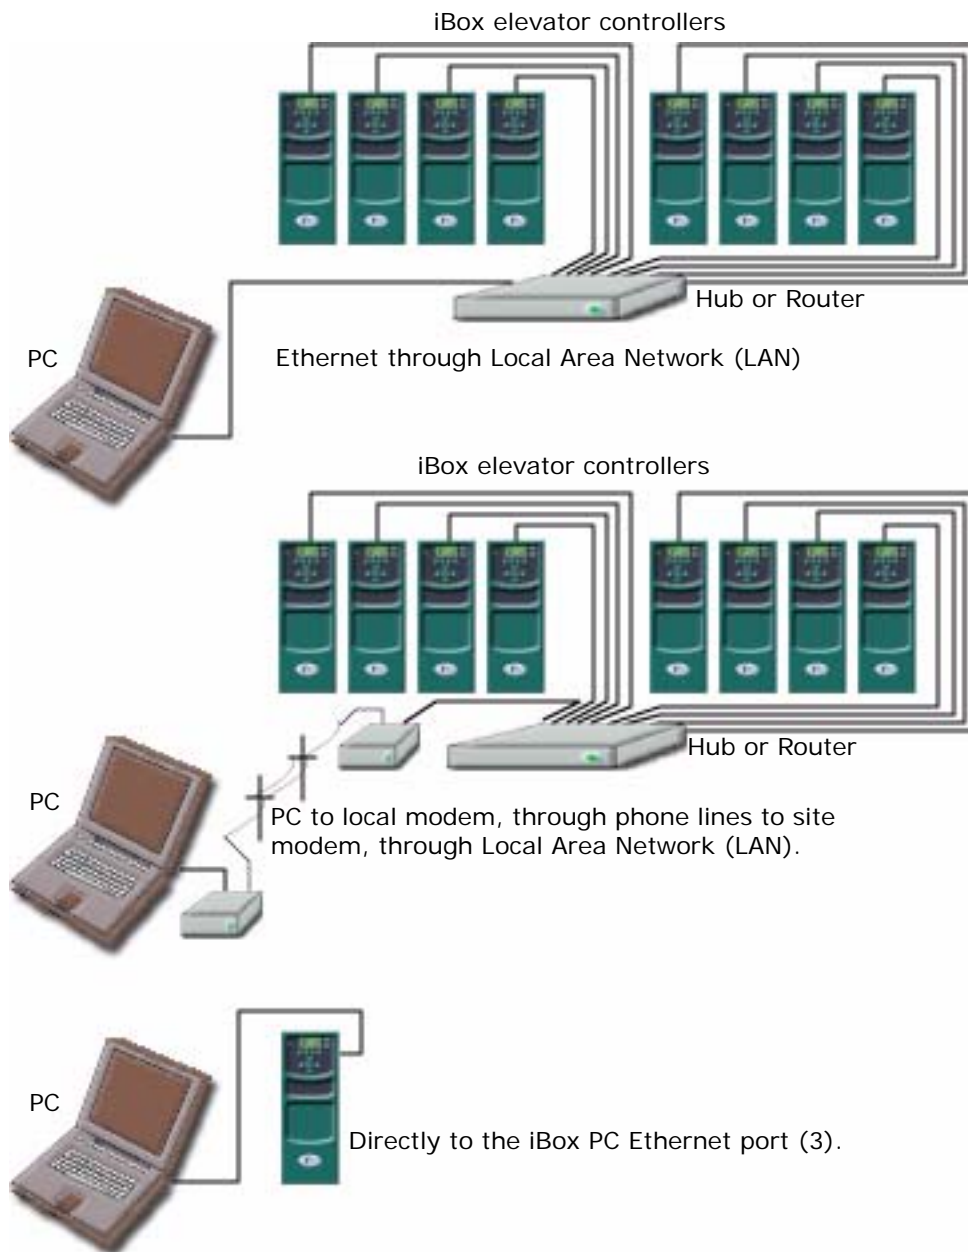 iBox elevator controllers
Hub or Router
PC
Ethernet through Local Area Network (LAN)
iBox elevator controllers
Hub or Router
PC
PC to local modem, through phone lines to site
modem, through Local Area Network (LAN).
PC
Directly to the iBox PC Ethernet port (3).